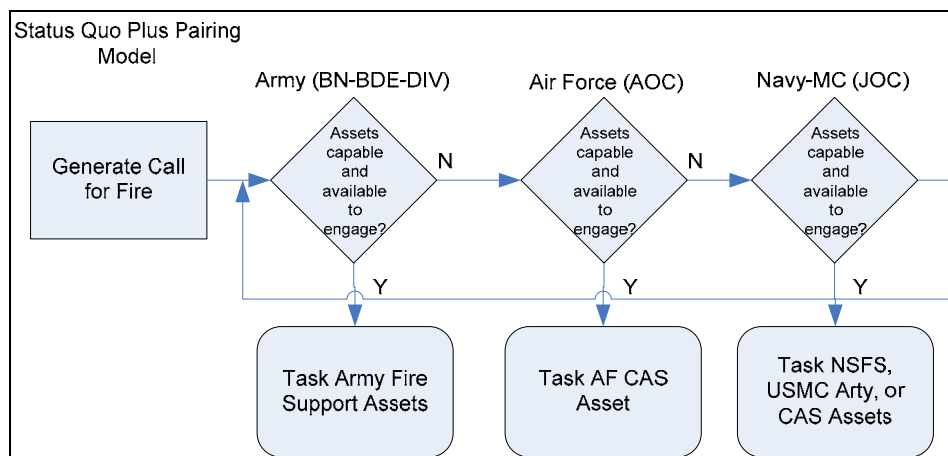 Status Quo Plus Pairing
Model
Army (BN-BDE-DIV)
Air Force (AOC)
Navy-MC (JOC)
Generate Call
for Fire
Assets
capable
and
available
to
engage?
N
Assets
capable
and
available
to
engage?
N
Assets
capable
and
available
to
engage?
Y
Y
Y
Task Army Fire
Support Assets
Task AF CAS
Asset
Task NSFS,
USMC Arty, or
CAS Assets